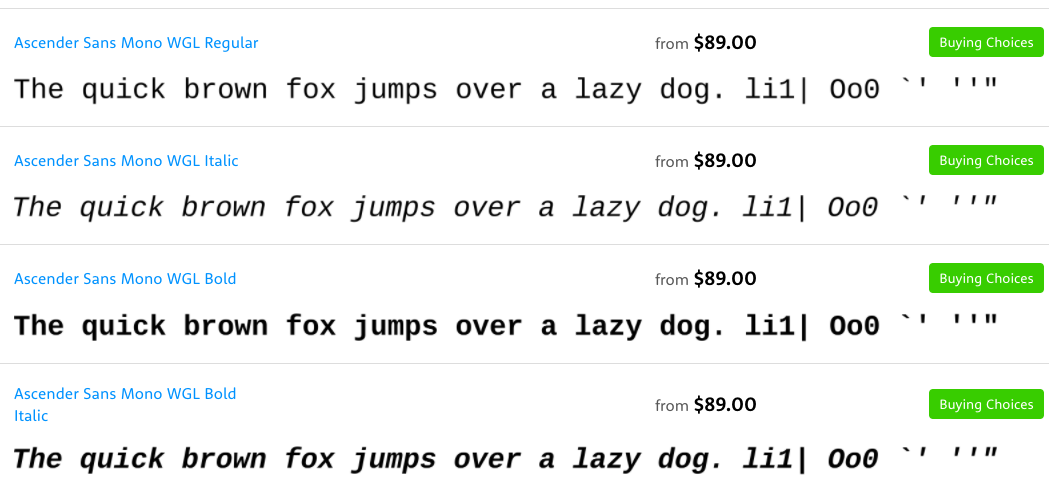 Ascender Sans Mono WGL Regular from $89.00 Buying Choices
The quick brown fox jumps over a lazy dog. li1| Oo0 `' ''"
Ascender Sans Mono WGL Italic from $89.00 Buying Choices
The quick brown fox jumps over a lazy dog. li1| Oo0 `' ''"
Ascender Sans Mono WGL Bold from $89.00 Buying Choices
The quick brown fox jumps over a lazy dog. li1| Oo0 `' ''"
Ascender Sans Mono WGL Bold
Italic
from $89.00 Buying Choices
The quick brown fox jumps over a lazy dog. li1| Oo0 `' ''"